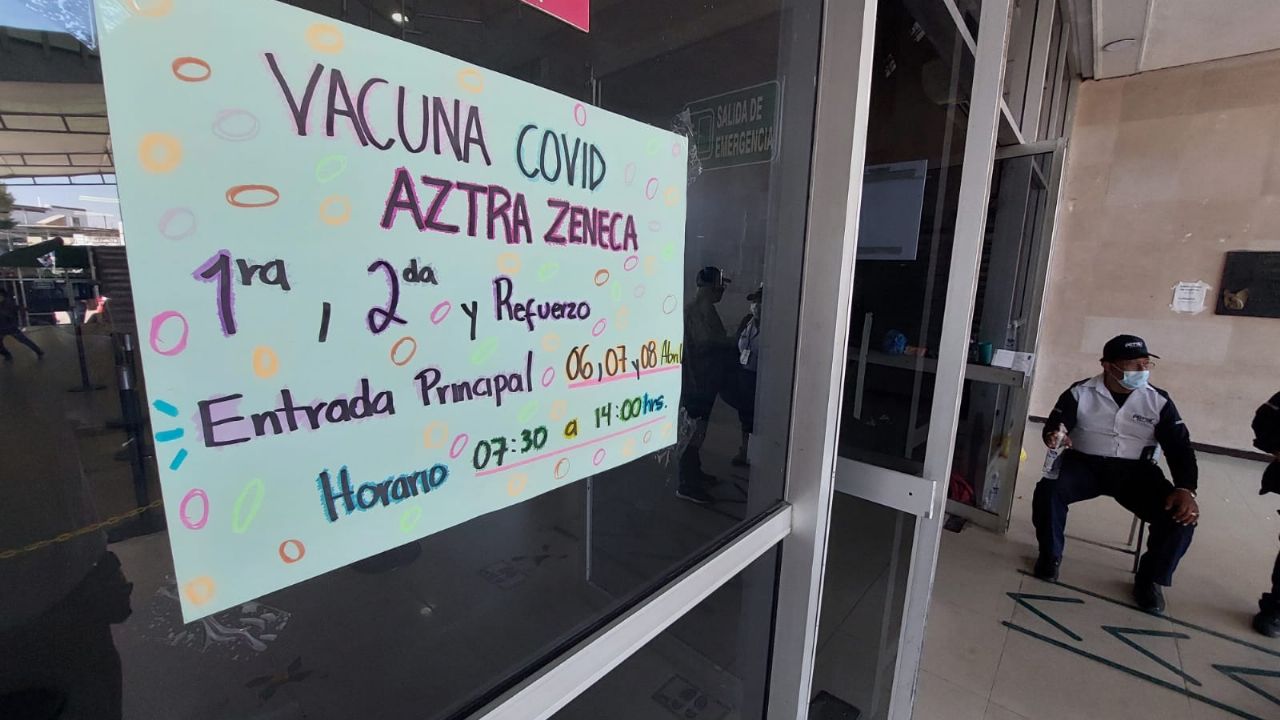 VACUNA COVID
AZTRA ZENECA
1ra, 2da y Refuerzo
Entrada Principal 06, 07 y 08 Abril
Horario 07:30 a 14:00 hrs.
SALIDA DE
EMERGENCIA